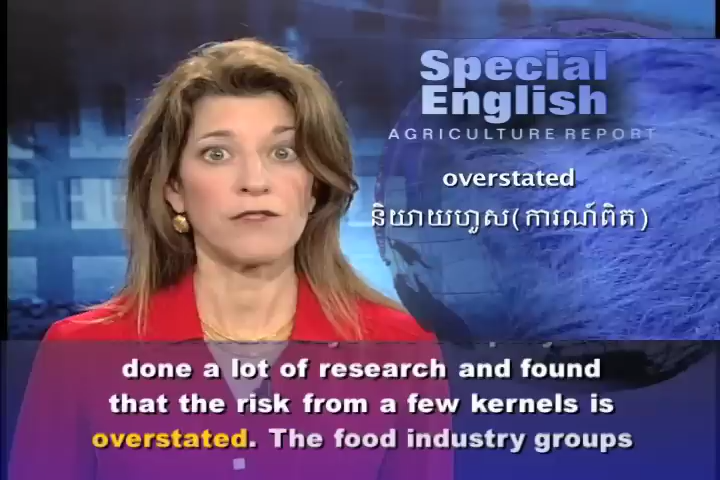 Special
English
AGRICULTURE REPORT
overstated
និយាយហួស(ការណ៍ពិត)
done a lot of research and found
that the risk from a few kernels is
overstated. The food industry groups